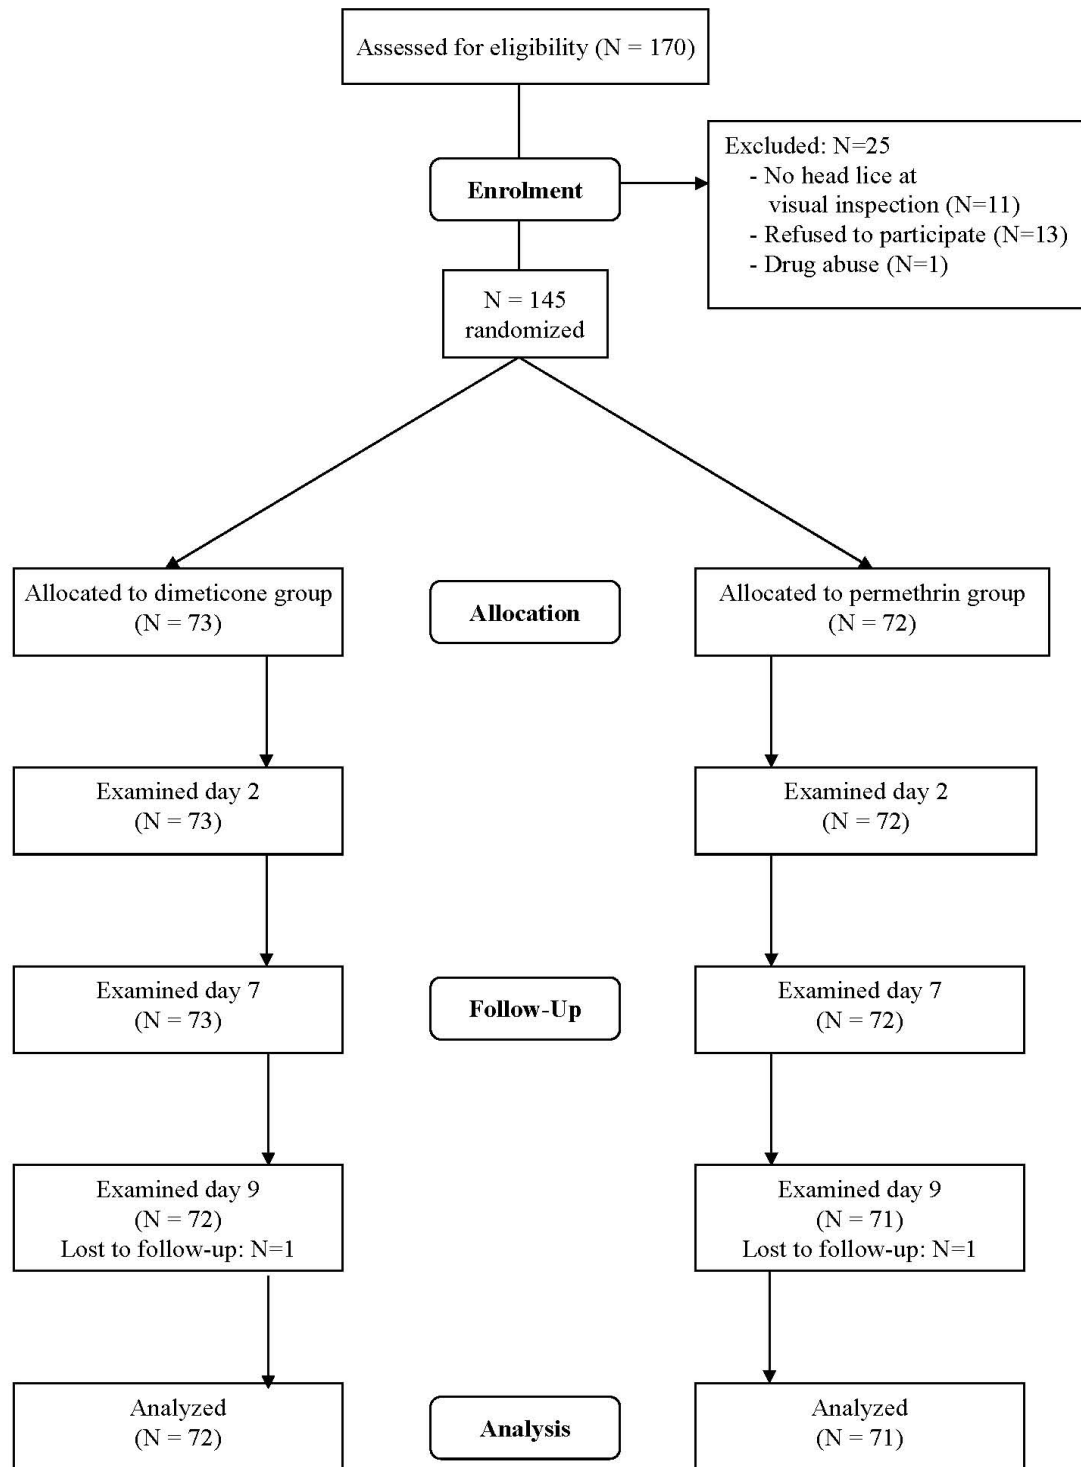 Assessed for eligibility (N = 170)
Enrolment
Excluded: N=25
- No head lice at
visual inspection (N=11)
- Refused to participate (N=13)
- Drug abuse (N=1)
N = 145
randomized
Allocated to dimeticone group
(N = 73)
Allocation
Allocated to permethrin group
(N = 72)
Examined day 2
(N = 73)
Examined day 2
(N = 72)
Examined day 7
(N = 73)
Follow-Up
Examined day 7
(N = 72)
Examined day 9
(N = 72)
Lost to follow-up: N=1
Examined day 9
(N = 71)
Lost to follow-up: N=1
Analyzed
(N = 72)
Analysis
Analyzed
(N = 71)